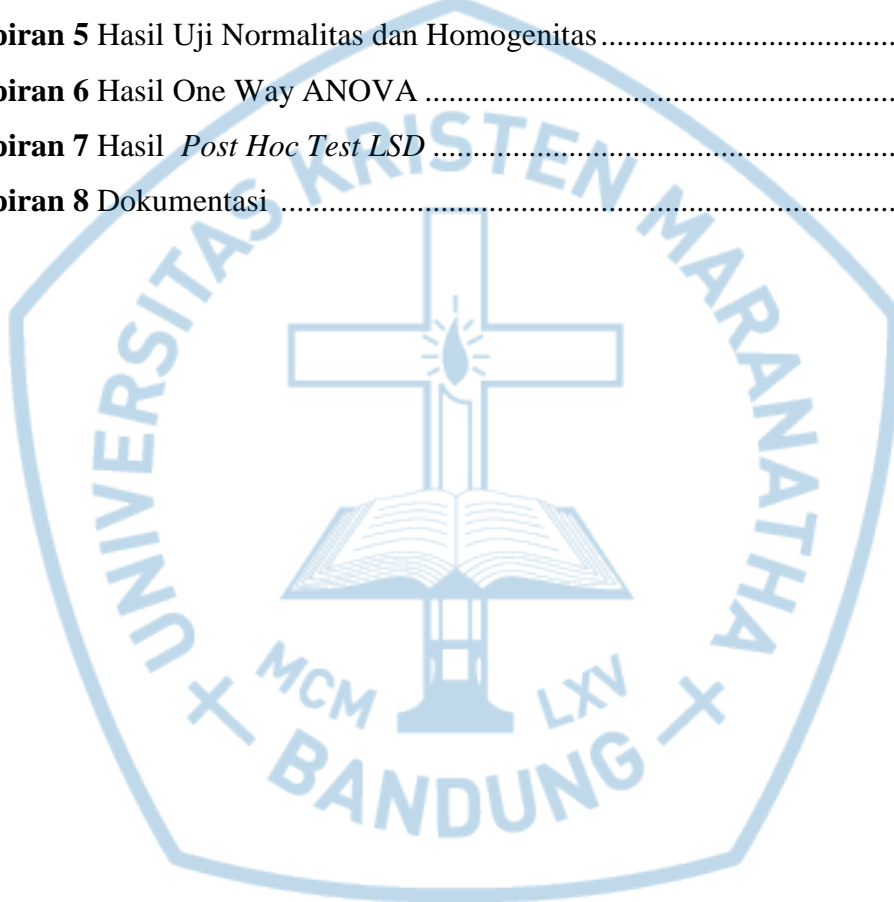 piran 5 Hasil Uji Normalitas dan Homogenitas.......................................
piran 6 Hasil One Way ANOVA ............................................................
piran 7 Hasil Post Hoc Test LSD ...........................................................
piran 8 Dokumentasi ..............................................................................
UNIVERSITAS KRISTEN MARANATHA
MCM LXV
BANDUNG